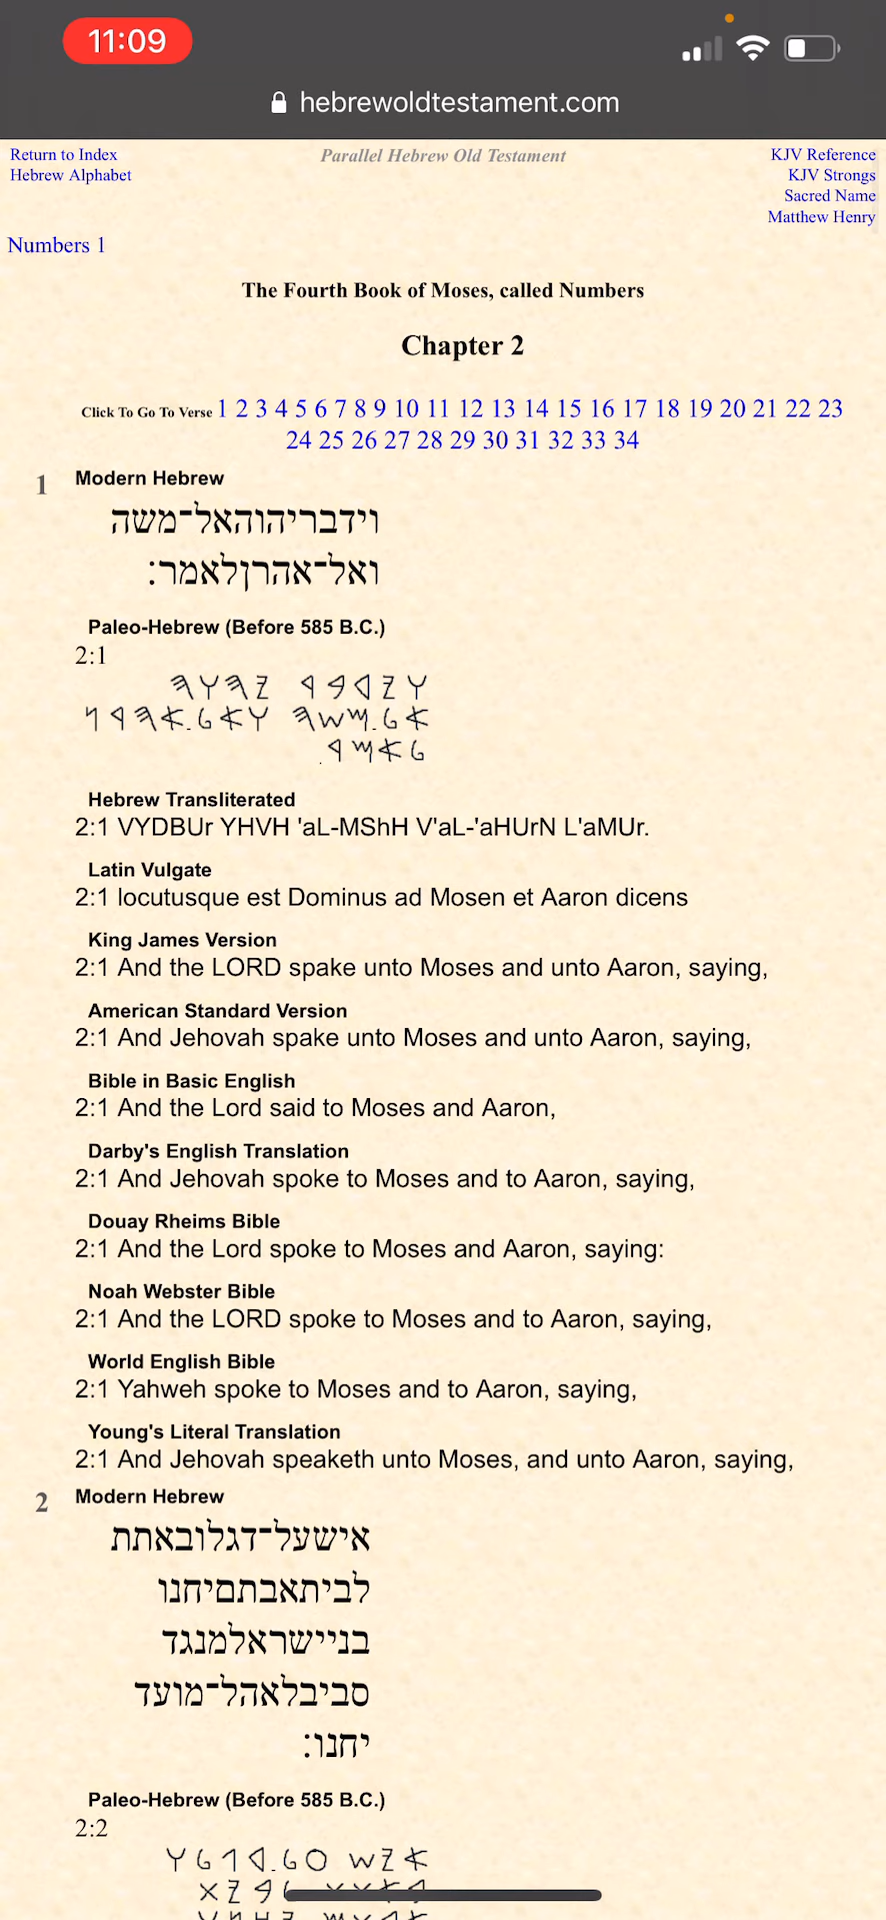 11:09
hebrewoldtestament.com
Return to Index
Hebrew Alphabet
Parallel Hebrew Old Testament
KJV Reference
KJV Strongs
Sacred Name
Matthew Henry
Numbers 1
The Fourth Book of Moses, called Numbers
Chapter 2
Click To Go To Verse 1 2 3 4 5 6 7 8 9 10 11 12 13 14 15 16 17 18 19 20 21 22 23
24 25 26 27 28 29 30 31 32 33 34
1 Modern Hebrew
וידבריהוהאל־משה
ואל־אהרןלאמר׃
Paleo-Hebrew (Before 585 B.C.)
2:1
𐤅𐤉𐤃𐤁𐤓 𐤉𐤄𐤅𐤄
𐤀𐤋.𐤌𐤔𐤄 𐤅𐤀𐤋.𐤀𐤄𐤓𐤍
𐤋𐤀𐤌𐤓.
Hebrew Transliterated
2:1 VYDBUr YHVH 'aL-MShH V'aL-'aHUrN L'aMUr.
Latin Vulgate
2:1 locutusque est Dominus ad Mosen et Aaron dicens
King James Version
2:1 And the LORD spake unto Moses and unto Aaron, saying,
American Standard Version
2:1 And Jehovah spake unto Moses and unto Aaron, saying,
Bible in Basic English
2:1 And the Lord said to Moses and Aaron,
Darby's English Translation
2:1 And Jehovah spoke to Moses and to Aaron, saying,
Douay Rheims Bible
2:1 And the Lord spoke to Moses and Aaron, saying:
Noah Webster Bible
2:1 And the LORD spoke to Moses and to Aaron, saying,
World English Bible
2:1 Yahweh spoke to Moses and to Aaron, saying,
Young's Literal Translation
2:1 And Jehovah speaketh unto Moses, and unto Aaron, saying,
2 Modern Hebrew
אישעל־דגלובאתת
לביתאבתםיחנו
בניישראלמנגד
סביבלאהל־מועד
יחנו׃
Paleo-Hebrew (Before 585 B.C.)
2:2
𐤀𐤉𐤔 𐤏𐤋.𐤃𐤂𐤋𐤅